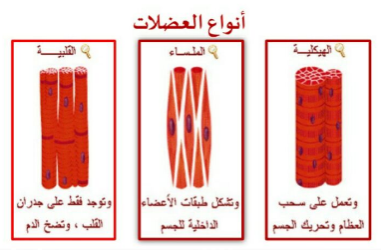 أنواع العضلات
الهيكلية
وتعمل على سحب
العظام وتحريك الجسم
الملساء
وتشكل طبقات الأعضاء
الداخلية للجسم
القلبية
وتوجد فقط على جدران
القلب ، وتضخ الدم